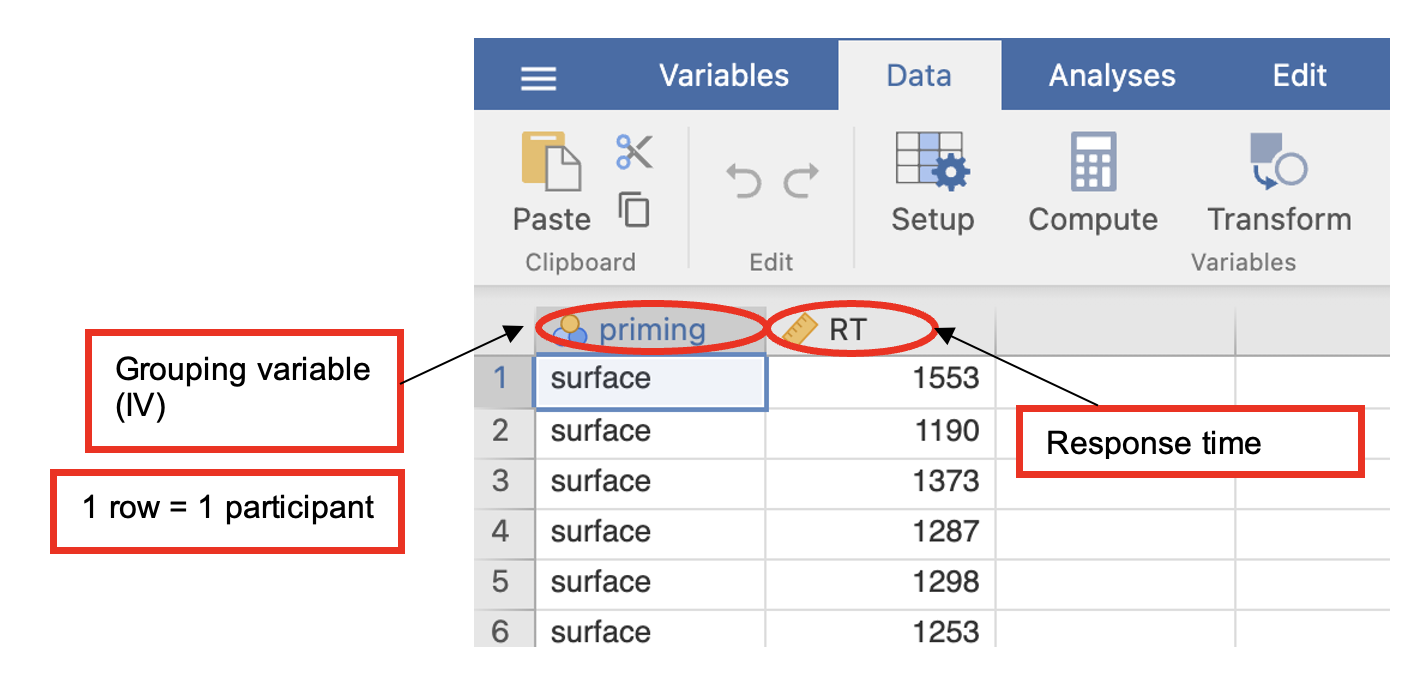 Variables Data Analyses Edit
Paste Setup Compute Transform
Clipboard Edit Variables
priming RT
Grouping variable
(IV)
1 row = 1 participant
1 surface 1553
2 surface 1190
3 surface 1373
4 surface 1287
5 surface 1298
6 surface 1253
Response time